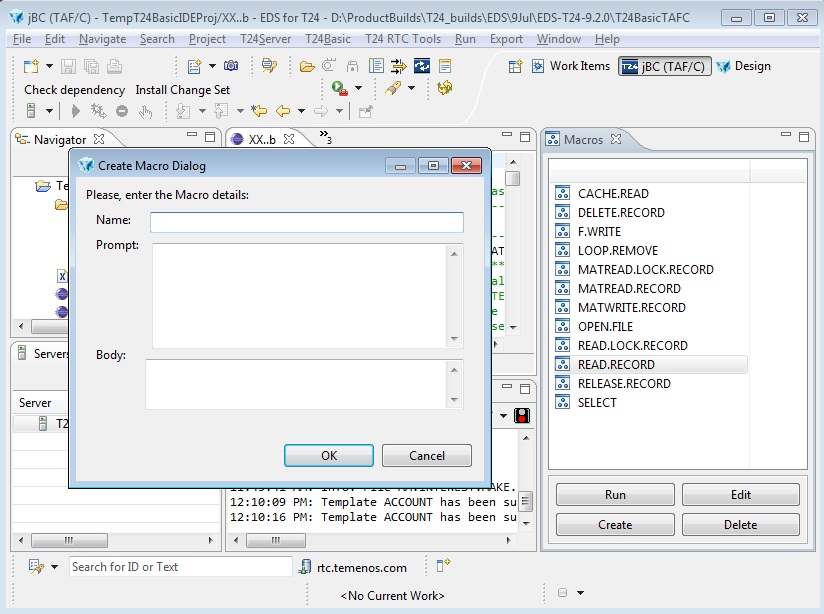 jBC (TAF/C) - TempT24BasicIDEProj/XX..b - EDS for T24 - D:\ProductBuilds\T24_builds\EDS\9Jul\EDS-T24-9.2.0\T24BasicTAFC
File Edit Navigate Search Project T24Server T24Basic T24 RTC Tools Run Export Window Help
Work Items jBC (TAF/C) Design
Check dependency Install Change Set
Navigator
XX..b
3
Macros
Create Macro Dialog
Please, enter the Macro details:
Name:
Prompt:
Body:
OK Cancel
Te
as
AT
**
al
TE
e
se
CACHE.READ
DELETE.RECORD
F.WRITE
LOOP.REMOVE
MATREAD.LOCK.RECORD
MATREAD.RECORD
MATWRITE.RECORD
OPEN.FILE
READ.LOCK.RECORD
READ.RECORD
RELEASE.RECORD
SELECT
Run Edit
Create Delete
Servers
Server
T2
12:10:09 PM: Template ACCOUNT has been su
12:10:16 PM: Template ACCOUNT has been su
Search for ID or Text
rtc.temenos.com
<No Current Work>